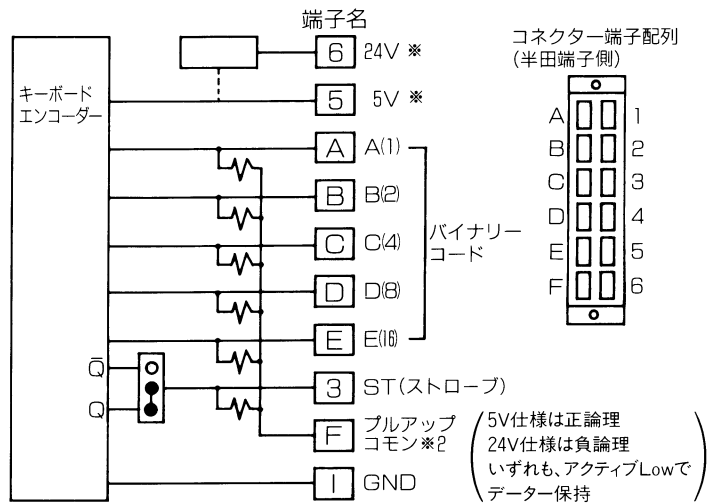 端子名
6 24V ※
5 5V ※
A A(1)
B B(2)
C C(4)
D D(8)
E E(16)
3 ST(ストローブ)
F プルアップ
コモン※2
1 GND
キーボード
エンコーダー
Q̄
Q
バイナリー
コード
コネクター端子配列
(半田端子側)
A 1
B 2
C 3
D 4
E 5
F 6
5V仕様は正論理
24V仕様は負論理
いずれも、アクティブLowで
データー保持